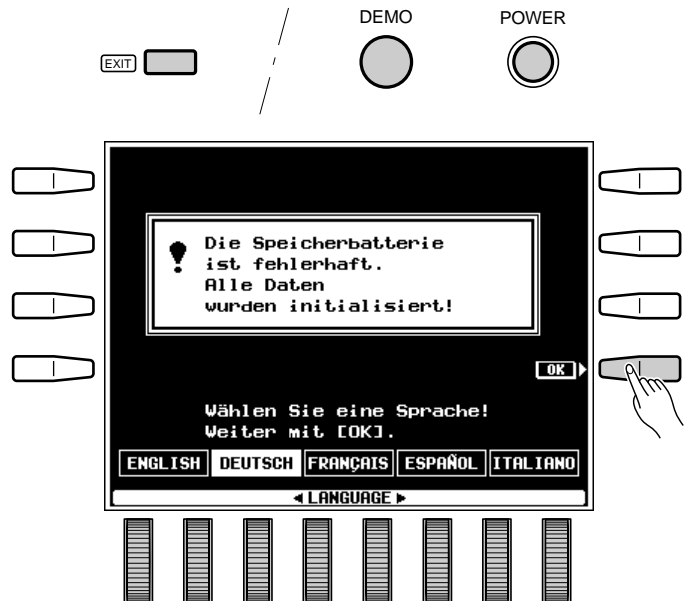 DEMO POWER
EXIT
Die Speicherbatterie
ist fehlerhaft.
Alle Daten
wurden initialisiert!
OK
Wählen Sie eine Sprache!
Weiter mit [OK].
ENGLISH DEUTSCH FRANÇAIS ESPAÑOL ITALIANO
LANGUAGE